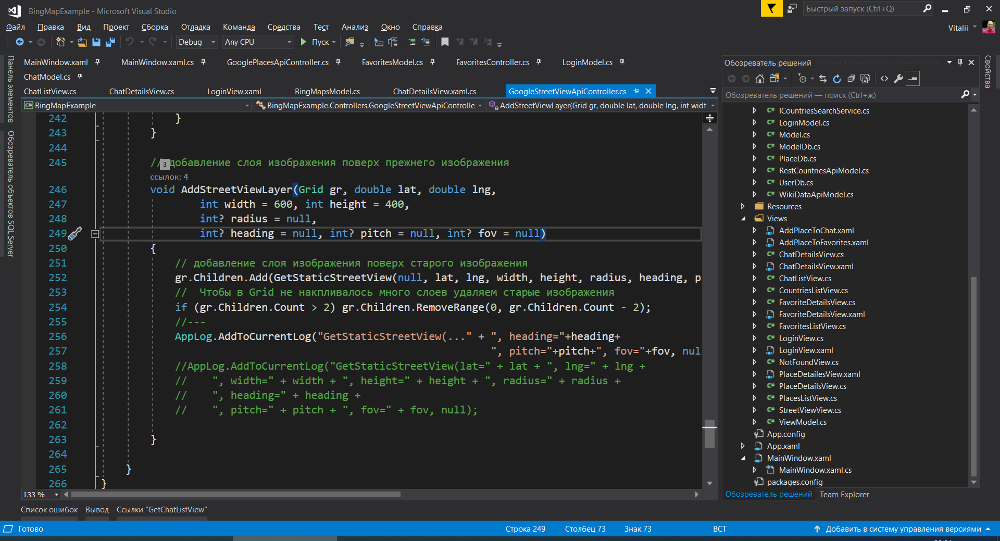 BingMapExample - Microsoft Visual Studio
Быстрый запуск (Ctrl+Q)
Файл Правка Вид Проект Сборка Отладка Команда Средства Тест Анализ Окно Справка
Vitalii
Debug Any CPU Пуск
Панель элементов
Обозреватель объектов SQL Server
MainWindow.xaml MainWindow.xaml.cs GooglePlacesApiController.cs FavoritesModel.cs FavoritesController.cs LoginModel.cs
ChatModel.cs
ChatListView.cs ChatDetailsView.cs LoginView.xaml BingMapsModel.cs ChatDetailsView.xaml.cs GoogleStreetViewApiController.cs
BingMapExample BingMapExample.Controllers.GoogleStreetViewApiControlle AddStreetViewLayer(Grid gr, double lat, double lng, int widtl
242 }
243 }
244
245 // 3 добавление слоя изображения поверх прежнего изображения
ссылок: 4
246 void AddStreetViewLayer(Grid gr, double lat, double lng,
247 int width = 600, int height = 400,
248 int? radius = null,
249 int? heading = null, int? pitch = null, int? fov = null)
250 {
251 // добавление слоя изображения поверх старого изображения
252 gr.Children.Add(GetStaticStreetView(null, lat, lng, width, height, radius, heading, p
253 // Чтобы в Grid не накпливалось много слоев удаляем старые изображения
254 if (gr.Children.Count > 2) gr.Children.RemoveRange(0, gr.Children.Count - 2);
255 //---
256 AppLog.AddToCurrentLog("GetStaticStreetView(..." + ", heading="+heading+
257 ", pitch="+pitch+", fov="+fov, nul
258 //AppLog.AddToCurrentLog("GetStaticStreetView(lat=" + lat + ", lng=" + lng +
259 // ", width=" + width + ", height=" + height + ", radius=" + radius +
260 // ", heading=" + heading +
261 // ", pitch=" + pitch + ", fov=" + fov, null);
262
263 }
264
265 }
266 }
133 %
Обозреватель решений
Обозреватель решений — поиск (Ctrl+ж)
C# ICountriesSearchService.cs
C# LoginModel.cs
C# Model.cs
C# ModelDb.cs
C# PlaceDb.cs
C# RestCountriesApiModel.cs
C# UserDb.cs
C# WikiDataApiModel.cs
Resources
Views
AddPlaceToChat.xaml
AddPlaceToFavorites.xaml
C# ChatDetailsView.cs
ChatDetailsView.xaml
C# ChatListView.cs
C# CountriesListView.cs
C# FavoriteDetailsView.cs
FavoriteDetailsView.xaml
C# FavoritesListView.cs
C# LoginView.cs
LoginView.xaml
C# NotFoundView.cs
PlaceDetailesView.xaml
C# PlaceDetailsView.cs
C# PlacesListView.cs
C# StreetViewView.cs
C# ViewModel.cs
App.config
App.xaml
MainWindow.xaml
MainWindow.xaml.cs
packages.config
Обозреватель решений Team Explorer
Свойства
Список ошибок Вывод Ссылки "GetChatListView"
Готово Строка 249 Столбец 73 Знак 73 ВСТ Добавить в систему управления версиями